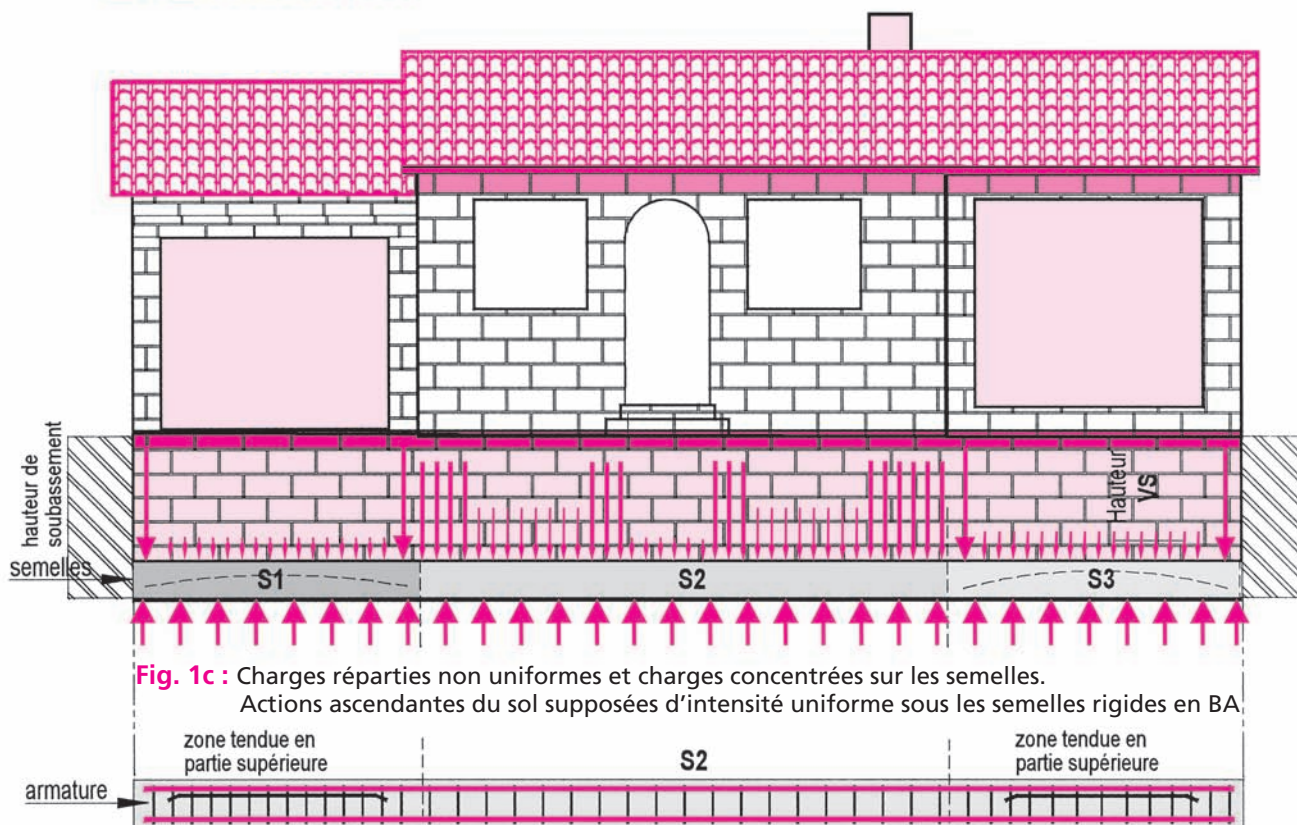 hauteur de
soubassement
Hauteur
VS
semelles
S1
S2
S3
Fig. 1c : Charges réparties non uniformes et charges concentrées sur les semelles.
Actions ascendantes du sol supposées d'intensité uniforme sous les semelles rigides en BA
zone tendue en
partie supérieure
S2
zone tendue en
partie supérieure
armature